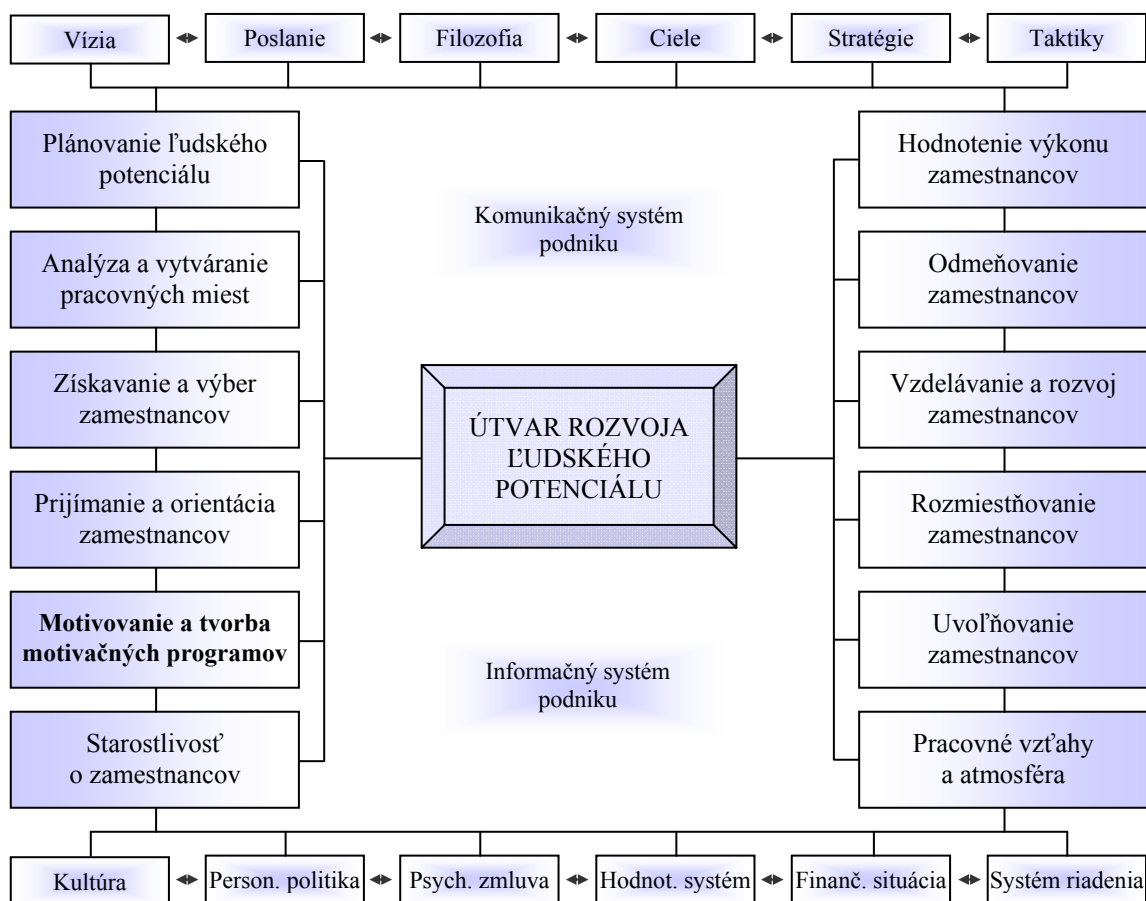 Vízia
Poslanie
Filozofia
Ciele
Stratégie
Taktiky
Plánovanie ľudského
potenciálu
Analýza a vytváranie
pracovných miest
Získavanie a výber
zamestnancov
Prijímanie a orientácia
zamestnancov
Motivovanie a tvorba
motivačných programov
Starostlivosť
o zamestnancov
Komunikačný systém
podniku
ÚTVAR ROZVOJA
ĽUDSKÉHO
POTENCIÁLU
Informačný systém
podniku
Hodnotenie výkonu
zamestnancov
Odmeňovanie
zamestnancov
Vzdelávanie a rozvoj
zamestnancov
Rozmiestňovanie
zamestnancov
Uvoľňovanie
zamestnancov
Pracovné vzťahy
a atmosféra
Kultúra
Person. politika
Psych. zmluva
Hodnot. systém
Finanč. situácia
Systém riadenia